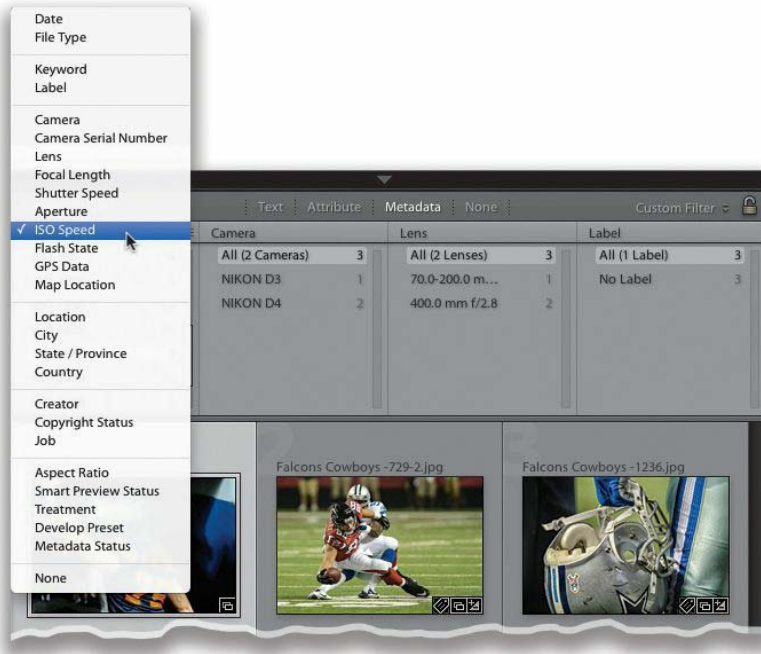 Date
File Type
Keyword
Label
Camera
Camera Serial Number
Lens
Focal Length
Shutter Speed
Aperture
✓ ISO Speed
Flash State
GPS Data
Map Location
Location
City
State / Province
Country
Creator
Copyright Status
Job
Aspect Ratio
Smart Preview Status
Treatment
Develop Preset
Metadata Status
None
Text Attribute Metadata None Custom Filter
Camera Lens Label
All (2 Cameras) 3 All (2 Lenses) 3 All (1 Label) 3
NIKON D3 1 70.0-200.0 m... 1 No Label 3
NIKON D4 2 400.0 mm f/2.8 2
2 3
Falcons Cowboys -729-2.jpg Falcons Cowboys -1236.jpg